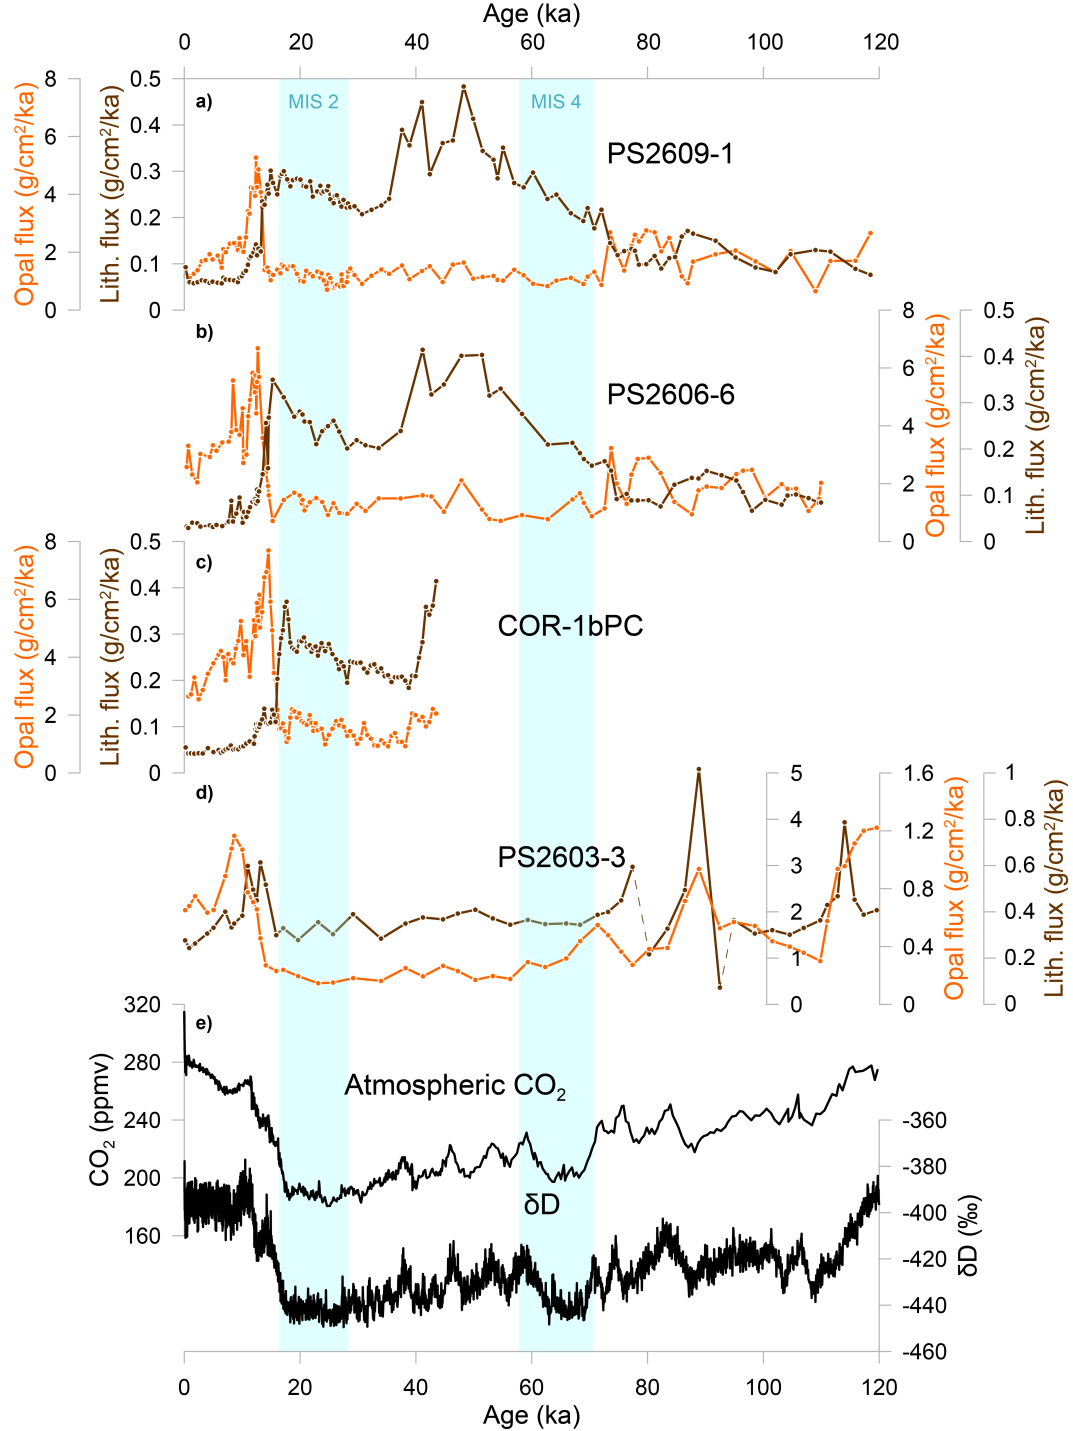 Age (ka)
0 20 40 60 80 100 120
8 0.5 a) MIS 2 MIS 4
0.4
6
PS2609-1
4 0.3
0.2
2
0.1
0 0
Opal flux (g/cm²/ka)
Lith. flux (g/cm²/ka)
b) 8 0.5
0.4
6
PS2606-6
0.3
4
0.2
2
0.1
0 0
Opal flux (g/cm²/ka)
Lith. flux (g/cm²/ka)
8 0.5
c)
0.4
6
COR-1bPC
0.3
4
0.2
2
0.1
0 0
Opal flux (g/cm²/ka)
Lith. flux (g/cm²/ka)
d) 5 1.6 1
4 1.2 0.8
PS2603-3
3 0.6
0.8
2 0.4
0.4
1 0.2
0 0 0
Opal flux (g/cm²/ka)
Lith. flux (g/cm²/ka)
320 e)
280
Atmospheric CO₂
240 -360
-380
200
δD
-400
160
-420
-440
-460
CO₂ (ppmv)
δD (‰)
0 20 40 60 80 100 120
Age (ka)